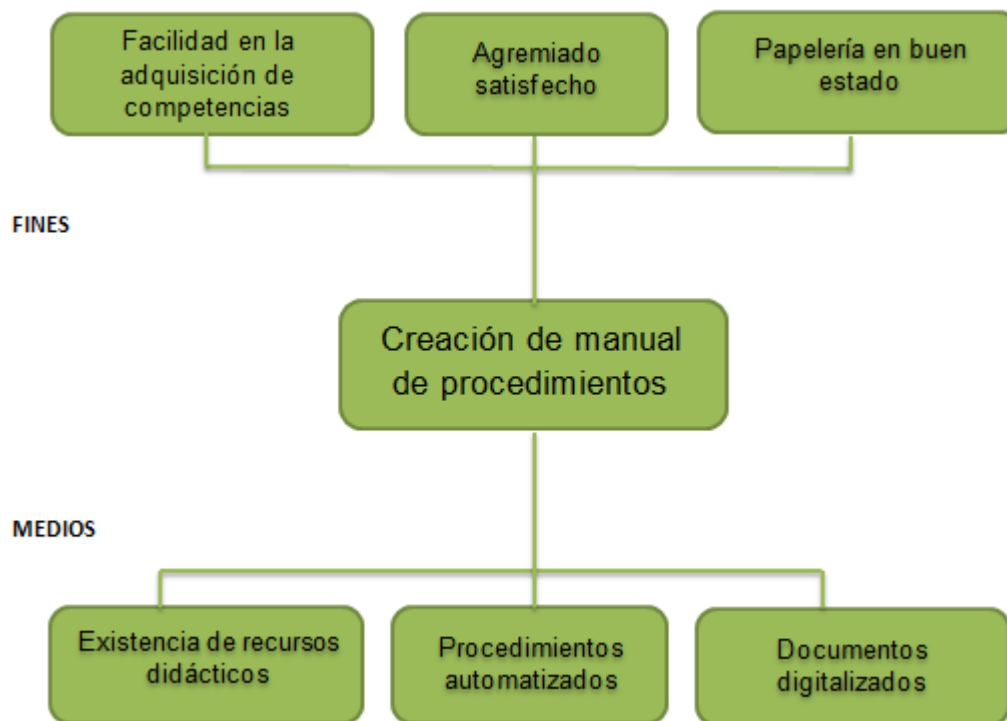 Facilidad en la
adquisición de
competencias
Agremiado
satisfecho
Papelería en buen
estado
FINES
Creación de manual
de procedimientos
MEDIOS
Existencia de recursos
didácticos
Procedimientos
automatizados
Documentos
digitalizados